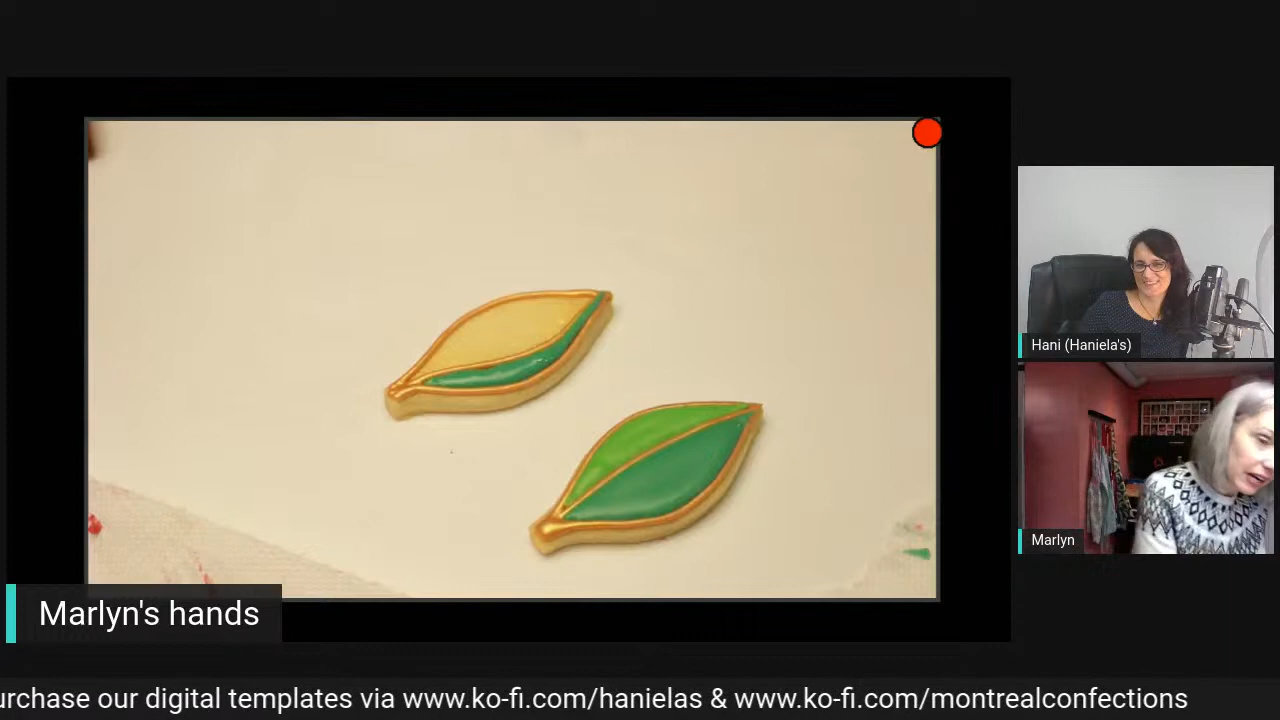 Hani (Haniela's)
Marlyn
Marlyn's hands
urchase our digital templates via www.ko-fi.com/hanielas & www.ko-fi.com/montrealconfections